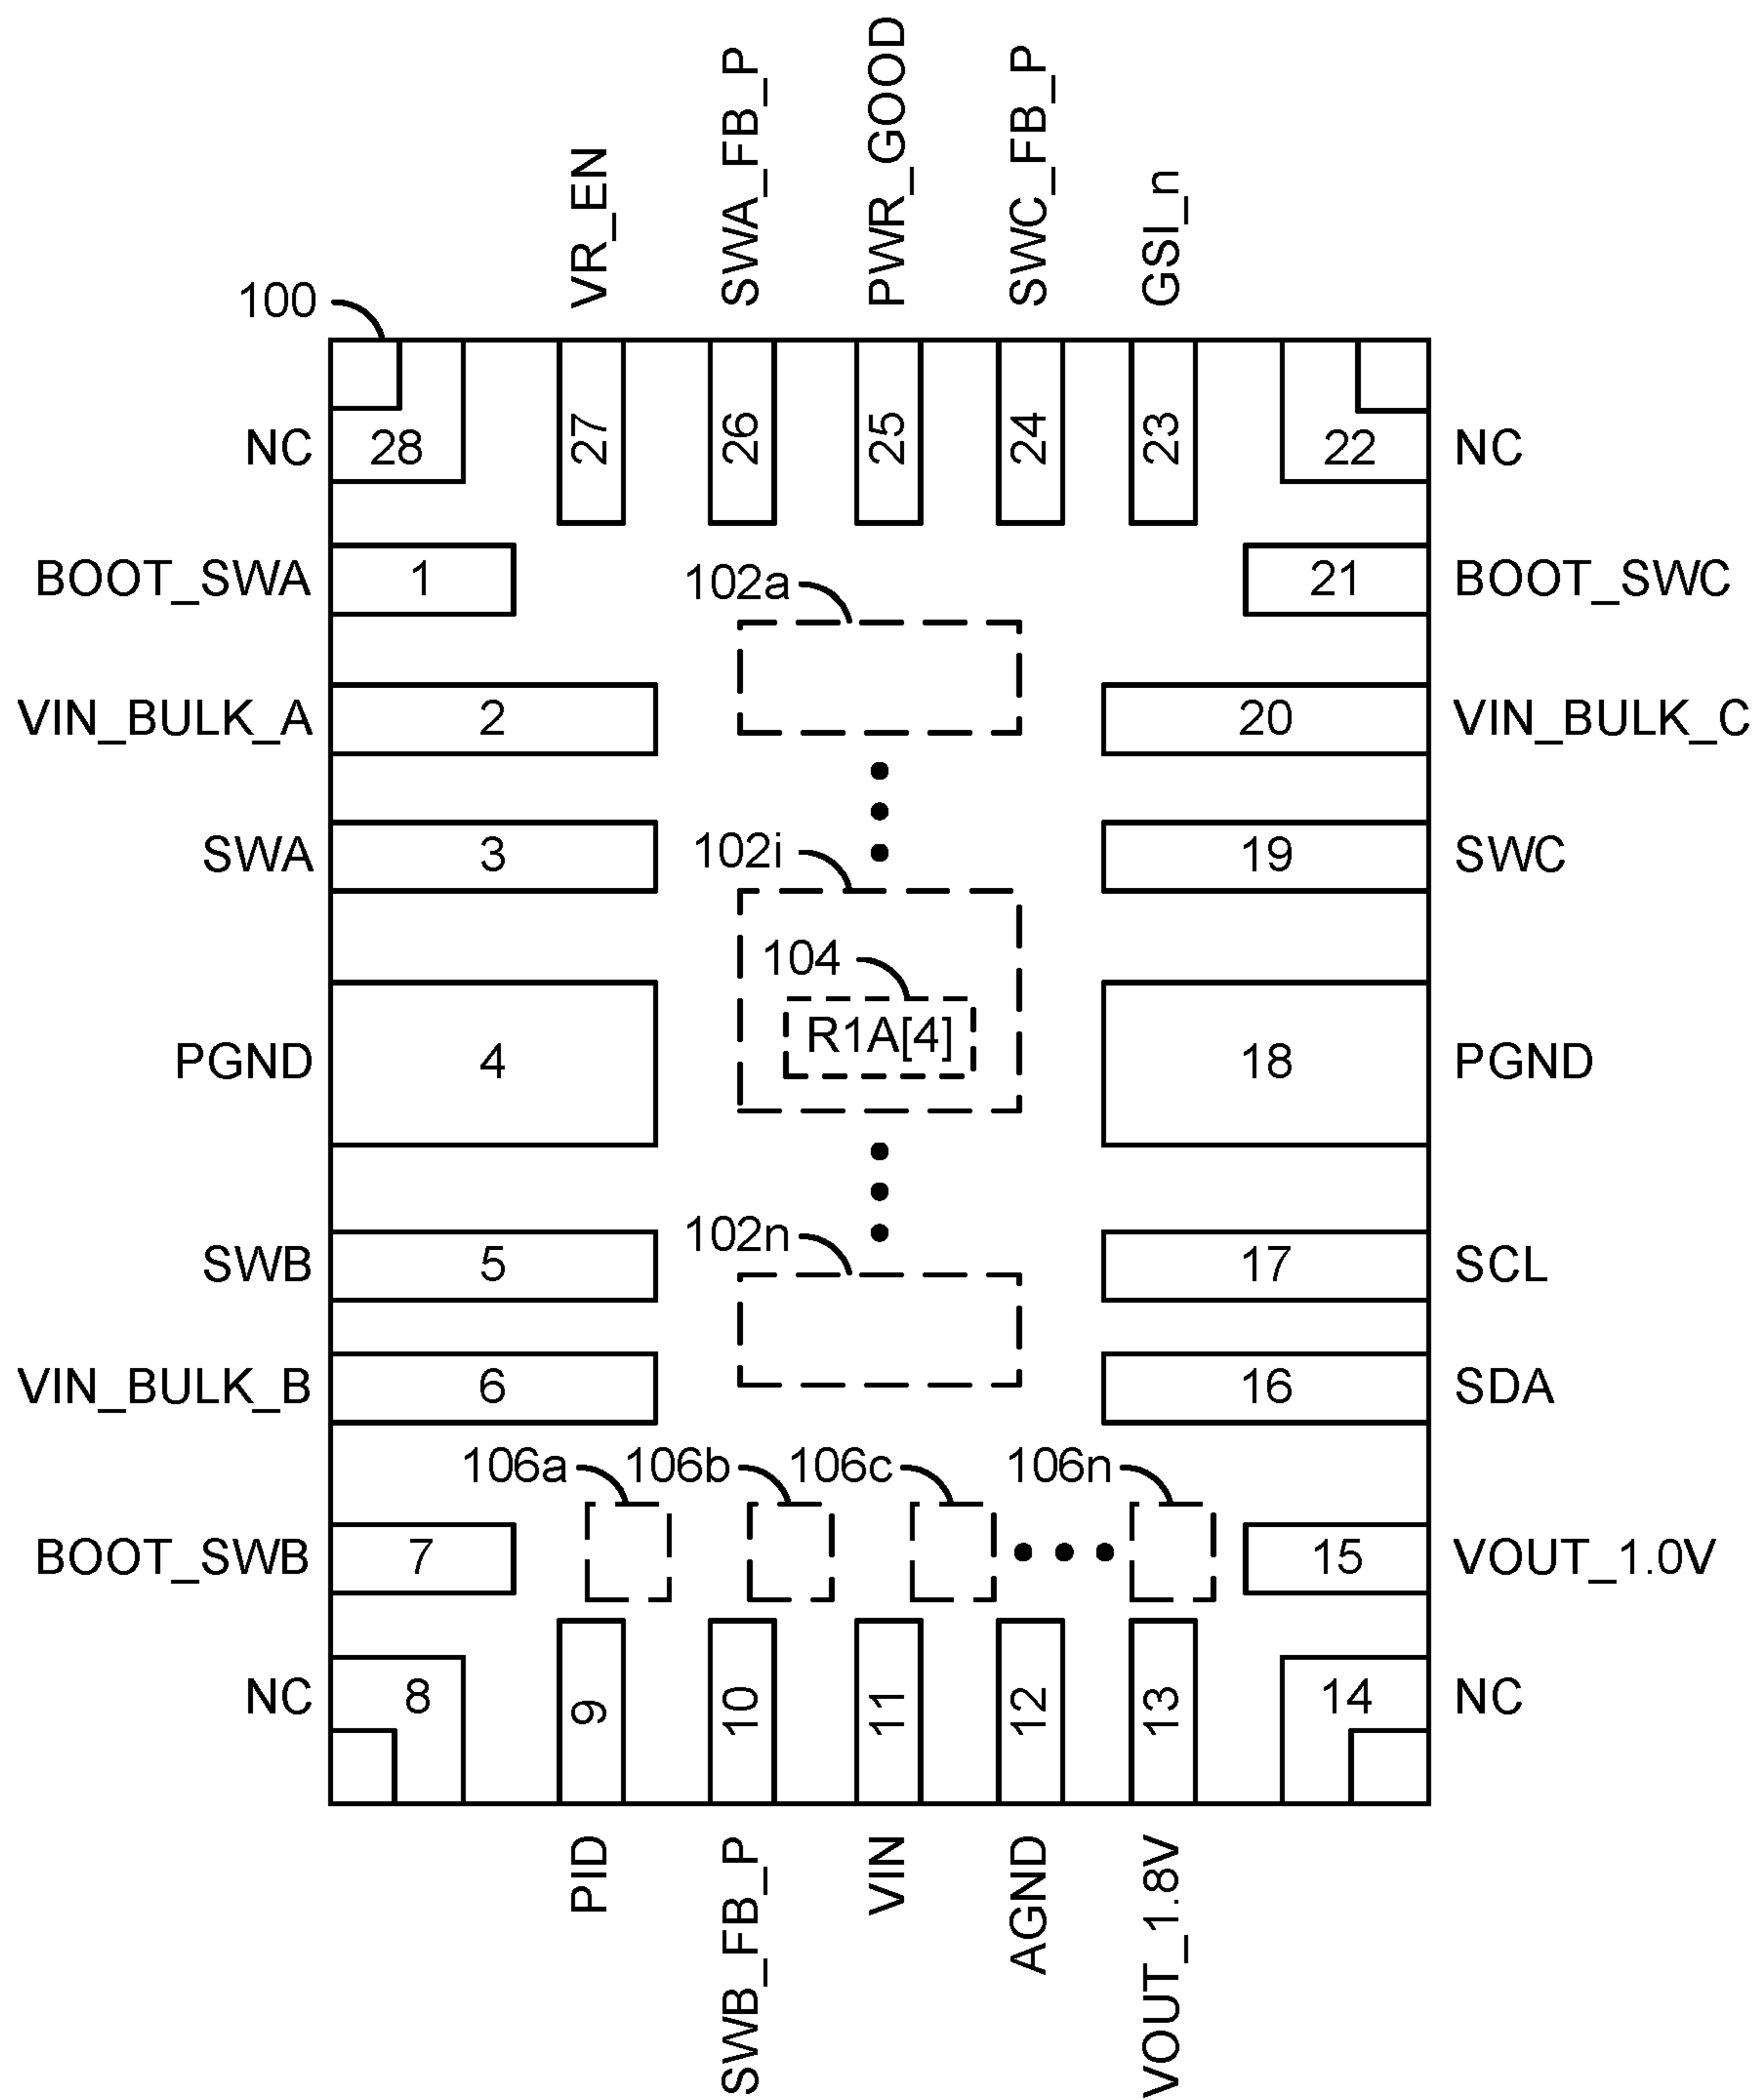 VR_EN
SWA_FB_P
PWR_GOOD
SWC_FB_P
GSI_n
100
NC
28
27
26
25
24
23
22
NC
BOOT_SWA
1
102a
21
BOOT_SWC
VIN_BULK_A
2
20
VIN_BULK_C
SWA
3
102i
19
SWC
104
R1A[4]
PGND
4
18
PGND
102n
SWB
5
17
SCL
VIN_BULK_B
6
16
SDA
106a
106b
106c
106n
BOOT_SWB
7
15
VOUT_1.0V
NC
8
9
10
11
12
13
14
NC
PID
SWB_FB_P
VIN
AGND
VOUT_1.8V